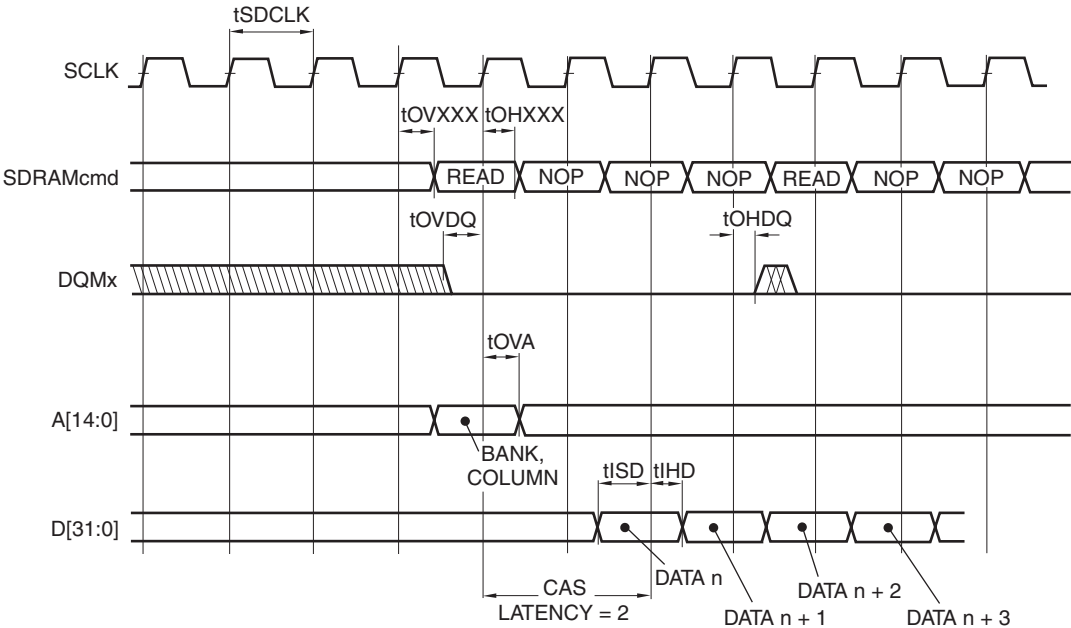 tSDCLK
SCLK
tOVXXX tOHXXX
SDRAMcmd READ NOP NOP NOP READ NOP NOP
tOVDQ tOHDQ
DQMx
tOVA
A[14:0]
BANK,
COLUMN
tISD tIHD
D[31:0]
DATA n
CAS
LATENCY = 2
DATA n + 2
DATA n + 1 DATA n + 3